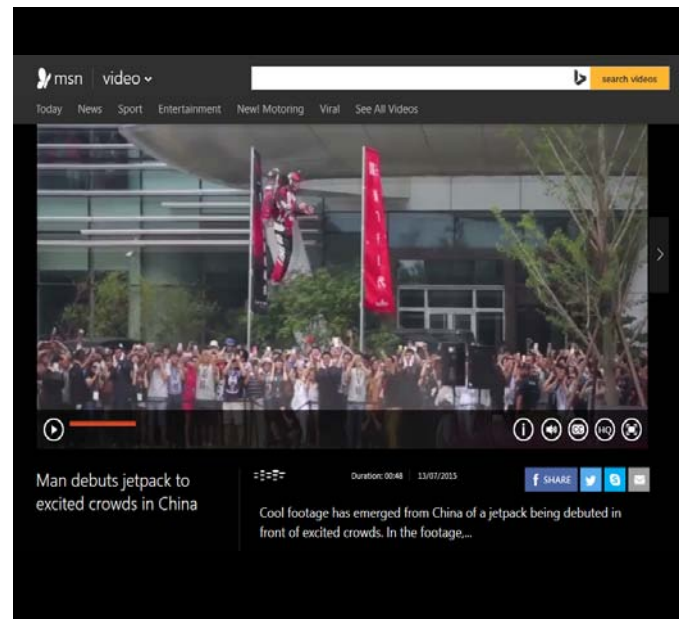 msn video
search videos
Today News Sport Entertainment New! Motoring Viral See All Videos
CC HQ
Man debuts jetpack to
excited crowds in China
Duration: 00:48 13/07/2015
f SHARE
Cool footage has emerged from China of a jetpack being debuted in
front of excited crowds. In the footage,...